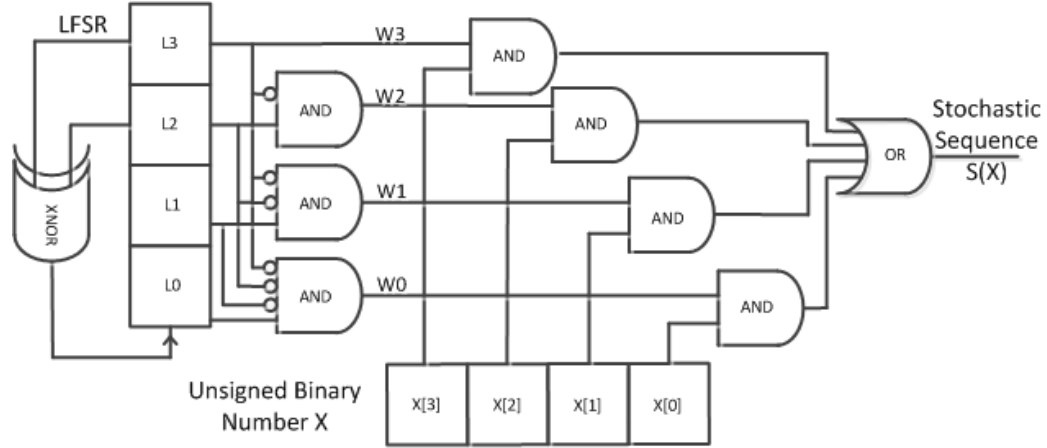 LFSR
L3
W3
AND
AND
W2
AND
L2
Stochastic
Sequence
S(X)
OR
XNOR
L1
AND
W1
AND
L0
AND
W0
AND
Unsigned Binary
Number X
X[3]
X[2]
X[1]
X[0]